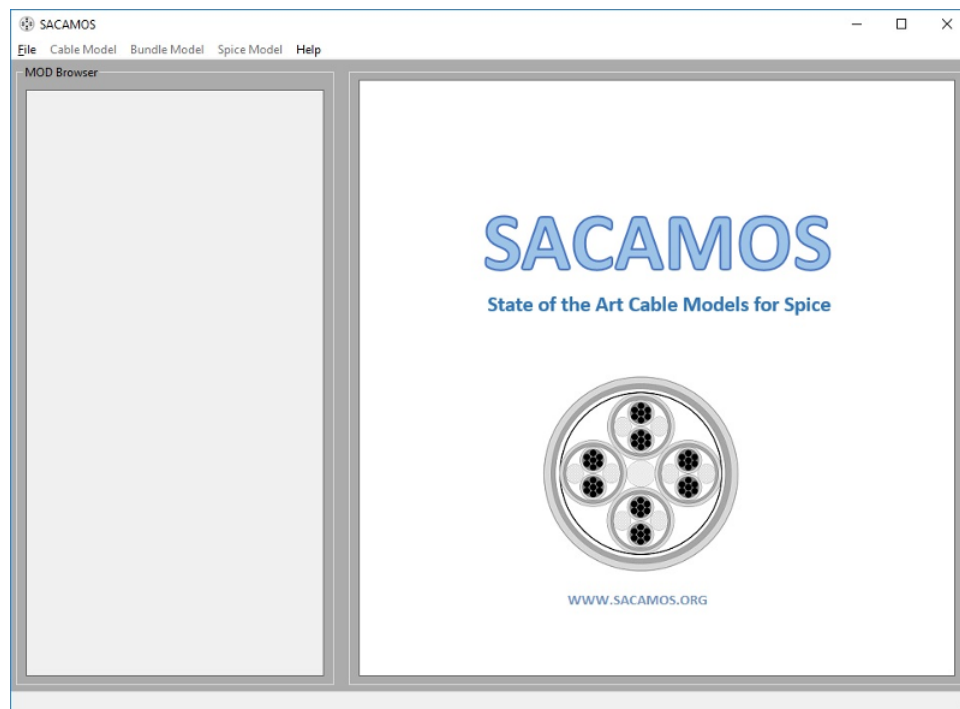 SACAMOS
File Cable Model Bundle Model Spice Model Help
MOD Browser
SACAMOS
State of the Art Cable Models for Spice
WWW.SACAMOS.ORG